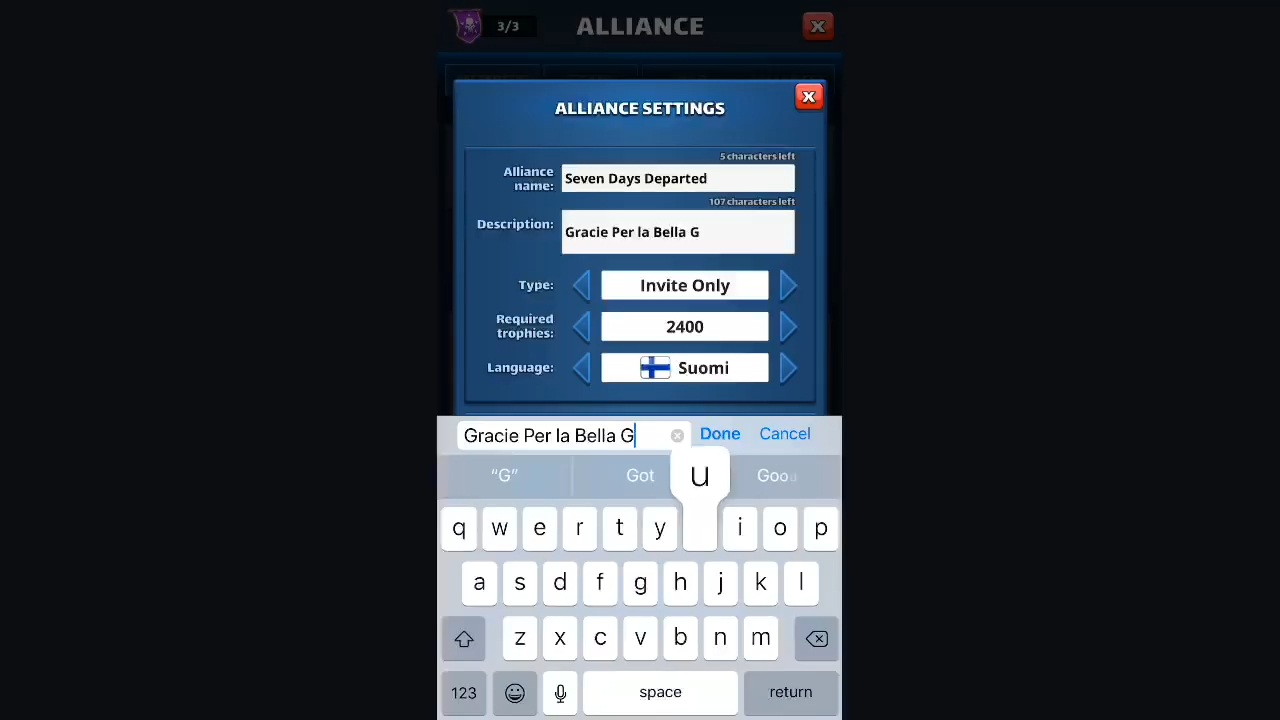 3/3
ALLIANCE
ALLIANCE SETTINGS
5 characters left
Alliance name:
Seven Days Departed
107 characters left
Description:
Gracie Per la Bella G
Type:
Invite Only
Required trophies:
2400
Language:
Suomi
Gracie Per la Bella G
Done
Cancel
“G”
Got
Good
u
q w e r t y i o p
a s d f g h j k l
z x c v b n m
123
space
return